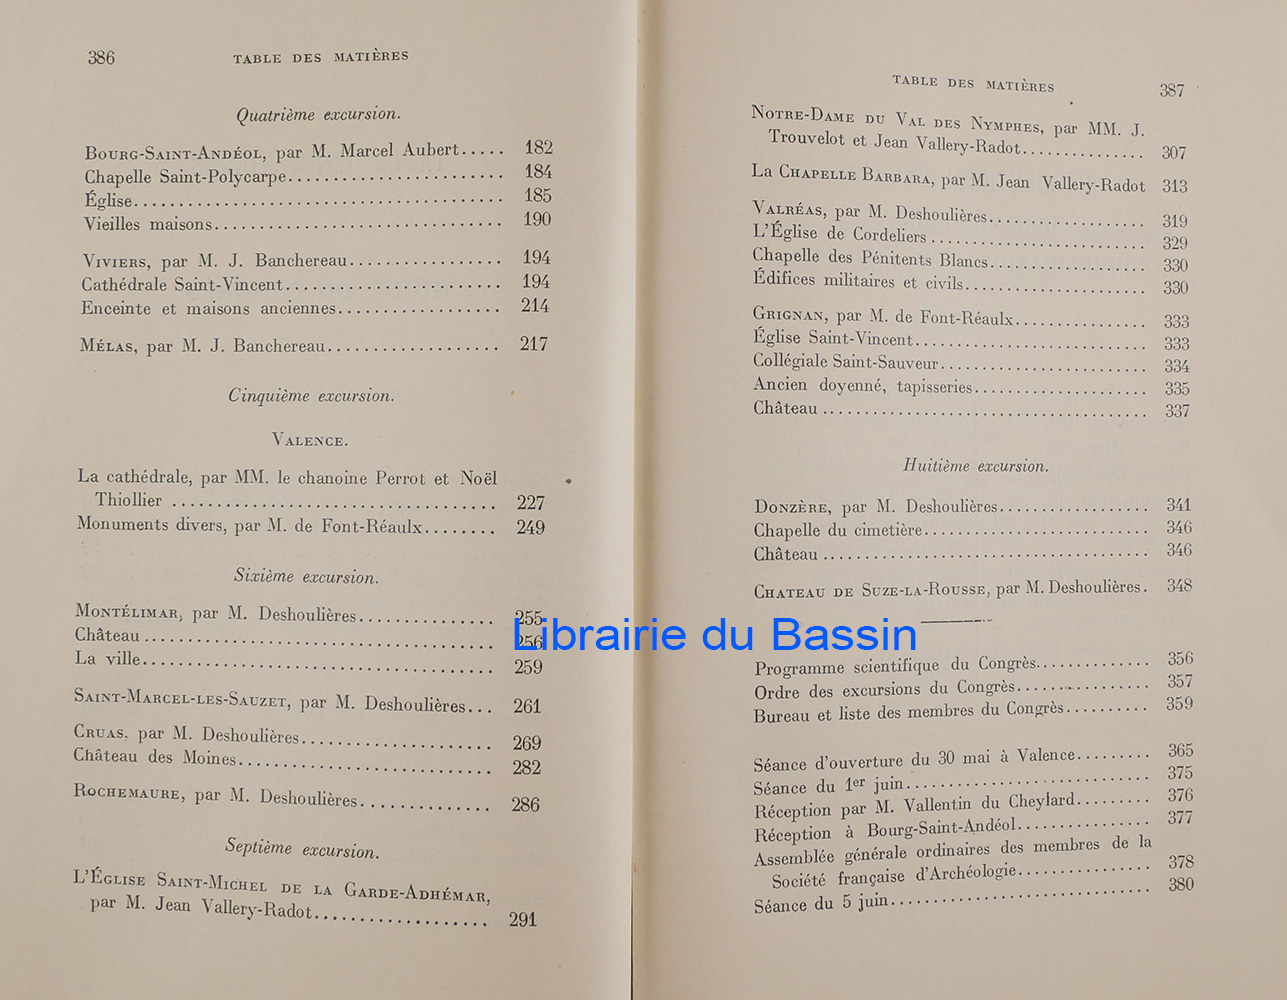 386 TABLE DES MATIÈRES
Quatrième excursion.
BOURG-SAINT-ANDÉOL, par M. Marcel Aubert..... 182
Chapelle Saint-Polycarpe........................ 184
Église......................................... 185
Vieilles maisons................................ 190
VIVIERS, par M. J. Banchereau................. 194
Cathédrale Saint-Vincent........................ 194
Enceinte et maisons anciennes.................. 214
MÉLAS, par M. J. Banchereau................... 217
Cinquième excursion.
VALENCE.
La cathédrale, par MM. le chanoine Perrot et Noël
Thiollier .................................... 227
Monuments divers, par M. de Font-Réaulx........ 249
Sixième excursion.
MONTÉLIMAR, par M. Deshoulières............... 255
Château ....................................... 256
La ville........................................ 259
SAINT-MARCEL-LES-SAUZET, par M. Deshoulières... 261
CRUAS, par M. Deshoulières...................... 269
Château des Moines............................. 282
ROCHEMAURE, par M. Deshoulières............... 286
Septième excursion.
L'ÉGLISE SAINT-MICHEL DE LA GARDE-ADHÉMAR,
par M. Jean Vallery-Radot.................... 291
TABLE DES MATIÈRES 387
NOTRE-DAME DU VAL DES NYMPHES, par MM. J.
Trouvelot et Jean Vallery-Radot............... 307
LA CHAPELLE BARBARA, par M. Jean Vallery-Radot 313
VALRÉAS, par M. Deshoulières................... 319
L'Église de Cordeliers .......................... 329
Chapelle des Pénitents Blancs................... 330
Édifices militaires et civils...................... 330
GRIGNAN, par M. de Font-Réaulx................ 333
Église Saint-Vincent............................ 333
Collégiale Saint-Sauveur......................... 334
Ancien doyenné, tapisseries..................... 335
Château ....................................... 337
Huitième excursion.
DONZÈRE, par M. Deshoulières.................. 341
Chapelle du cimetière........................... 346
Château ....................................... 346
CHATEAU DE SUZE-LA-ROUSSE, par M. Deshoulières. 348
Librairie du Bassin
Programme scientifique du Congrès.............. 356
Ordre des excursions du Congrès................ 357
Bureau et liste des membres du Congrès.......... 359
Séance d'ouverture du 30 mai à Valence......... 365
Séance du 1er juin.............................. 375
Réception par M. Vallentin du Cheylard......... 376
Réception à Bourg-Saint-Andéol................ 377
Assemblée générale ordinaires des membres de la
Société française d'Archéologie................ 378
Séance du 5 juin............................... 380